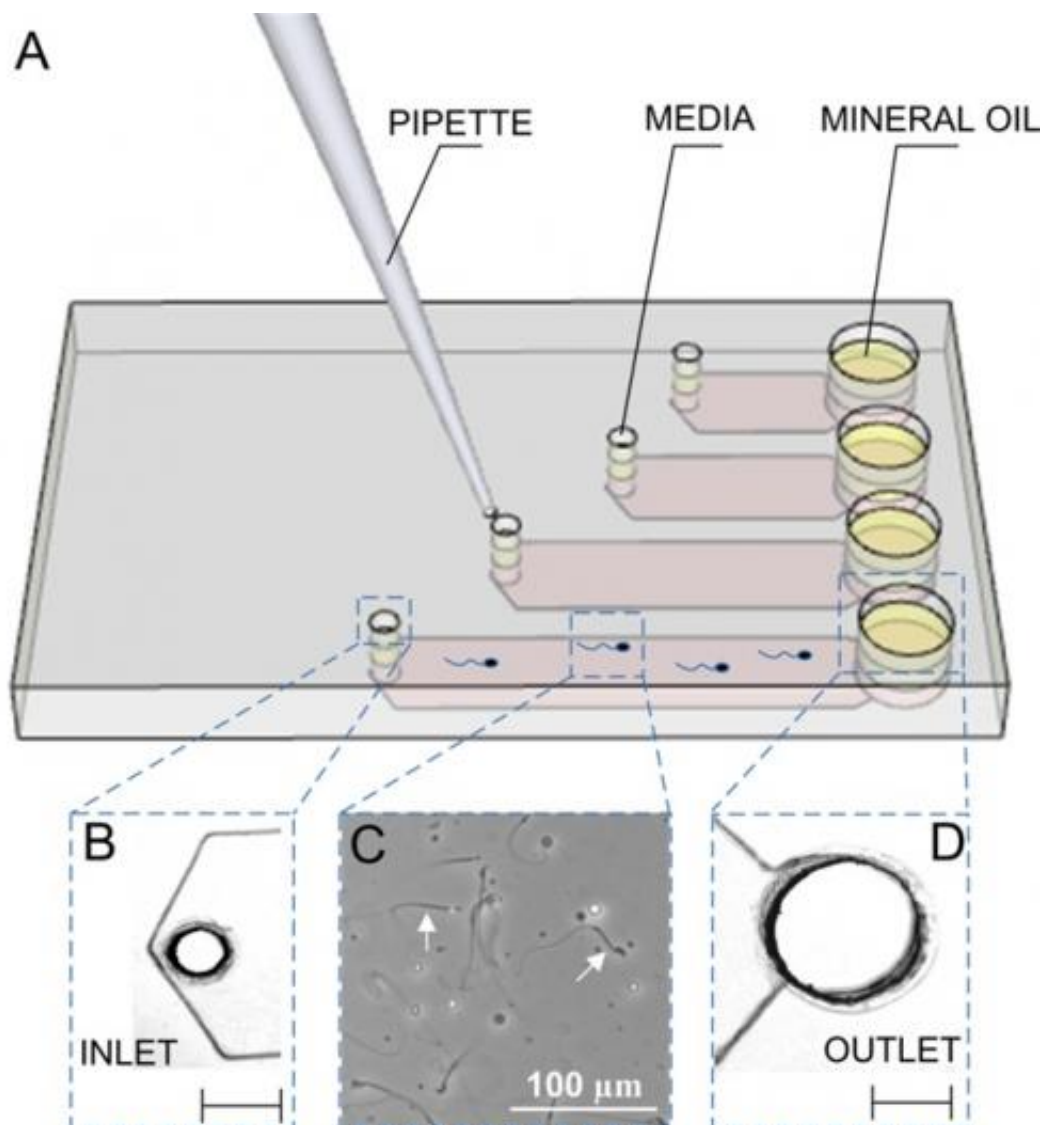 A
PIPETTE
MEDIA
MINERAL OIL
B
INLET
C
100 μm
D
OUTLET